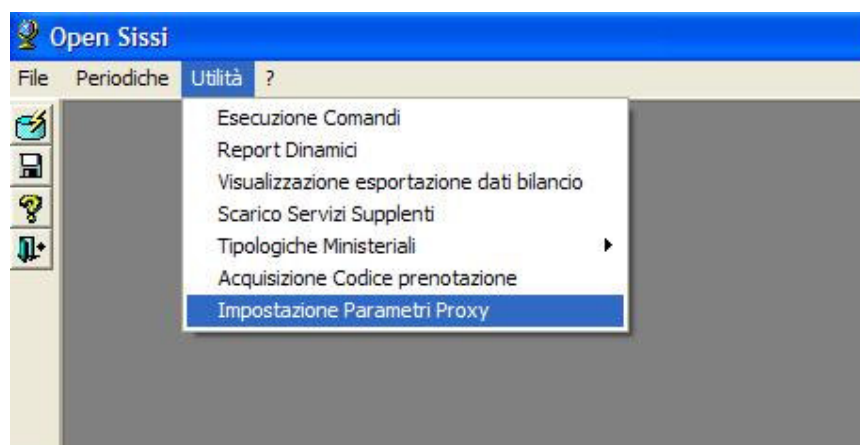 Open Sissi
File Periodiche Utilità ?
Esecuzione Comandi
Report Dinamici
Visualizzazione esportazione dati bilancio
Scarico Servizi Supplenti
Tipologiche Ministeriali
Acquisizione Codice prenotazione
Impostazione Parametri Proxy